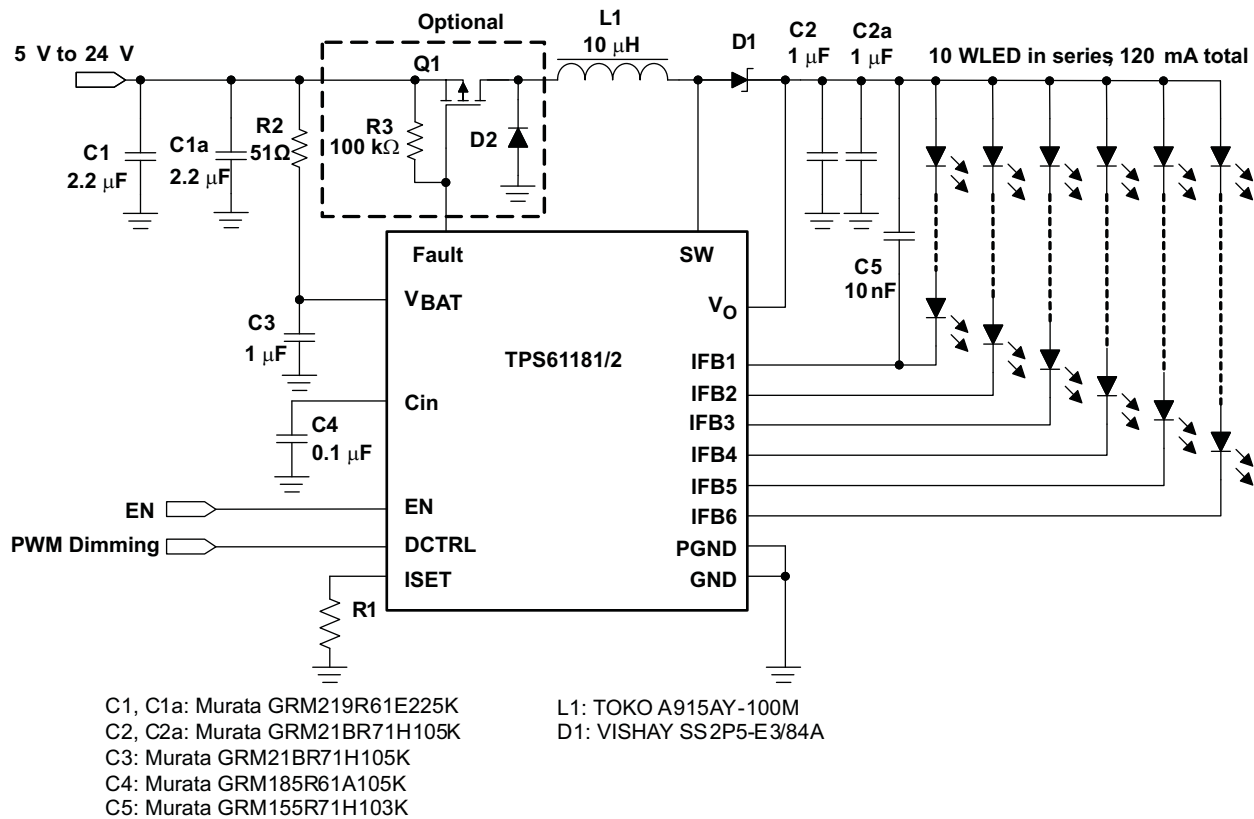 Optional
5 V to 24 V
Q1
L1
10 μH
D1
C2
1 μF
C2a
1 μF
10 WLED in series, 120 mA total
C1
2.2 μF
C1a
2.2 μF
R2
51Ω
R3
100 kΩ
D2
C5
10 nF
Fault
SW
VBAT
VO
C3
1 μF
TPS61181/2
IFB1
IFB2
IFB3
IFB4
IFB5
IFB6
Cin
C4
0.1 μF
EN
EN
PWM Dimming
DCTRL
ISET
PGND
GND
R1
C1, C1a: Murata GRM219R61E225K
C2, C2a: Murata GRM21BR71H105K
C3: Murata GRM21BR71H105K
C4: Murata GRM185R61A105K
C5: Murata GRM155R71H103K
L1: TOKO A915AY-100M
D1: VISHAY SS2P5-E3/84A